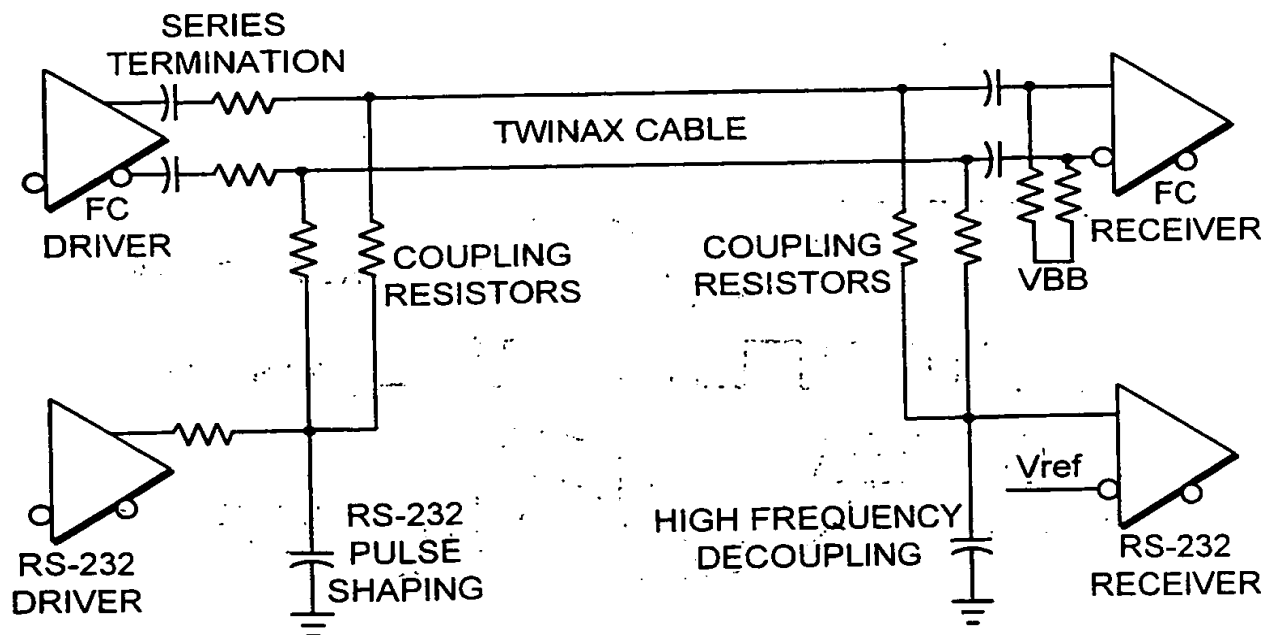 SERIES
TERMINATION
TWINAX CABLE
FC
DRIVER
FC
RECEIVER
COUPLING
RESISTORS
COUPLING
RESISTORS
VBB
Vref
RS-232
DRIVER
RS-232
PULSE
SHAPING
HIGH FREQUENCY
DECOUPLING
RS-232
RECEIVER